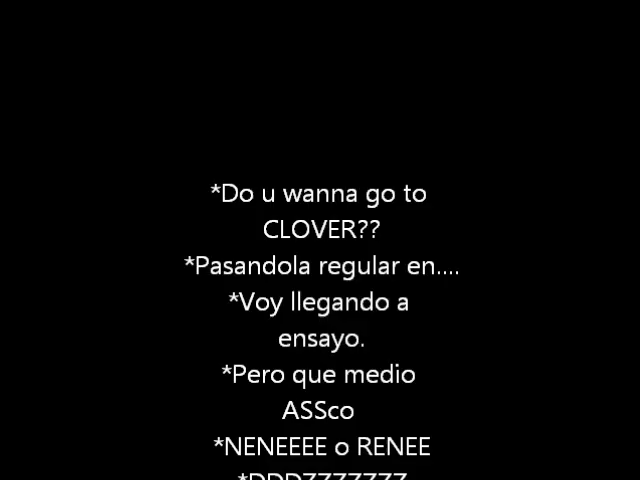 *Do u wanna go to
CLOVER??
*Pasandola regular en....
*Voy llegando a
ensayo.
*Pero que medio
ASSco
*NENEEEE o RENEE